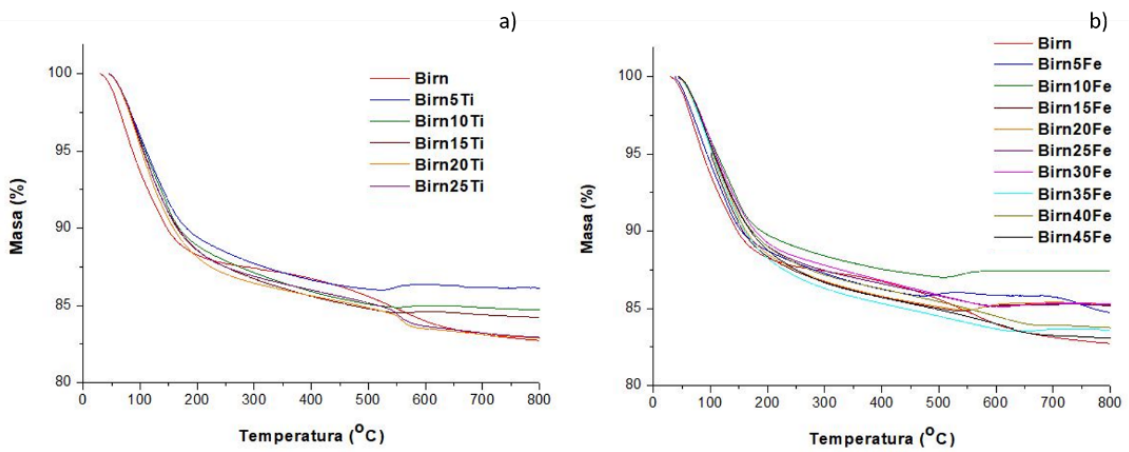 a)
Masa (%)
100
95
90
85
80
0 100 200 300 400 500 600 700 800
Temperatura (°C)
Birn
Birn5Ti
Birn10Ti
Birn15Ti
Birn20Ti
Birn25Ti
b)
Masa (%)
100
95
90
85
80
0 100 200 300 400 500 600 700 800
Temperatura (°C)
Birn
Birn5Fe
Birn10Fe
Birn15Fe
Birn20Fe
Birn25Fe
Birn30Fe
Birn35Fe
Birn40Fe
Birn45Fe